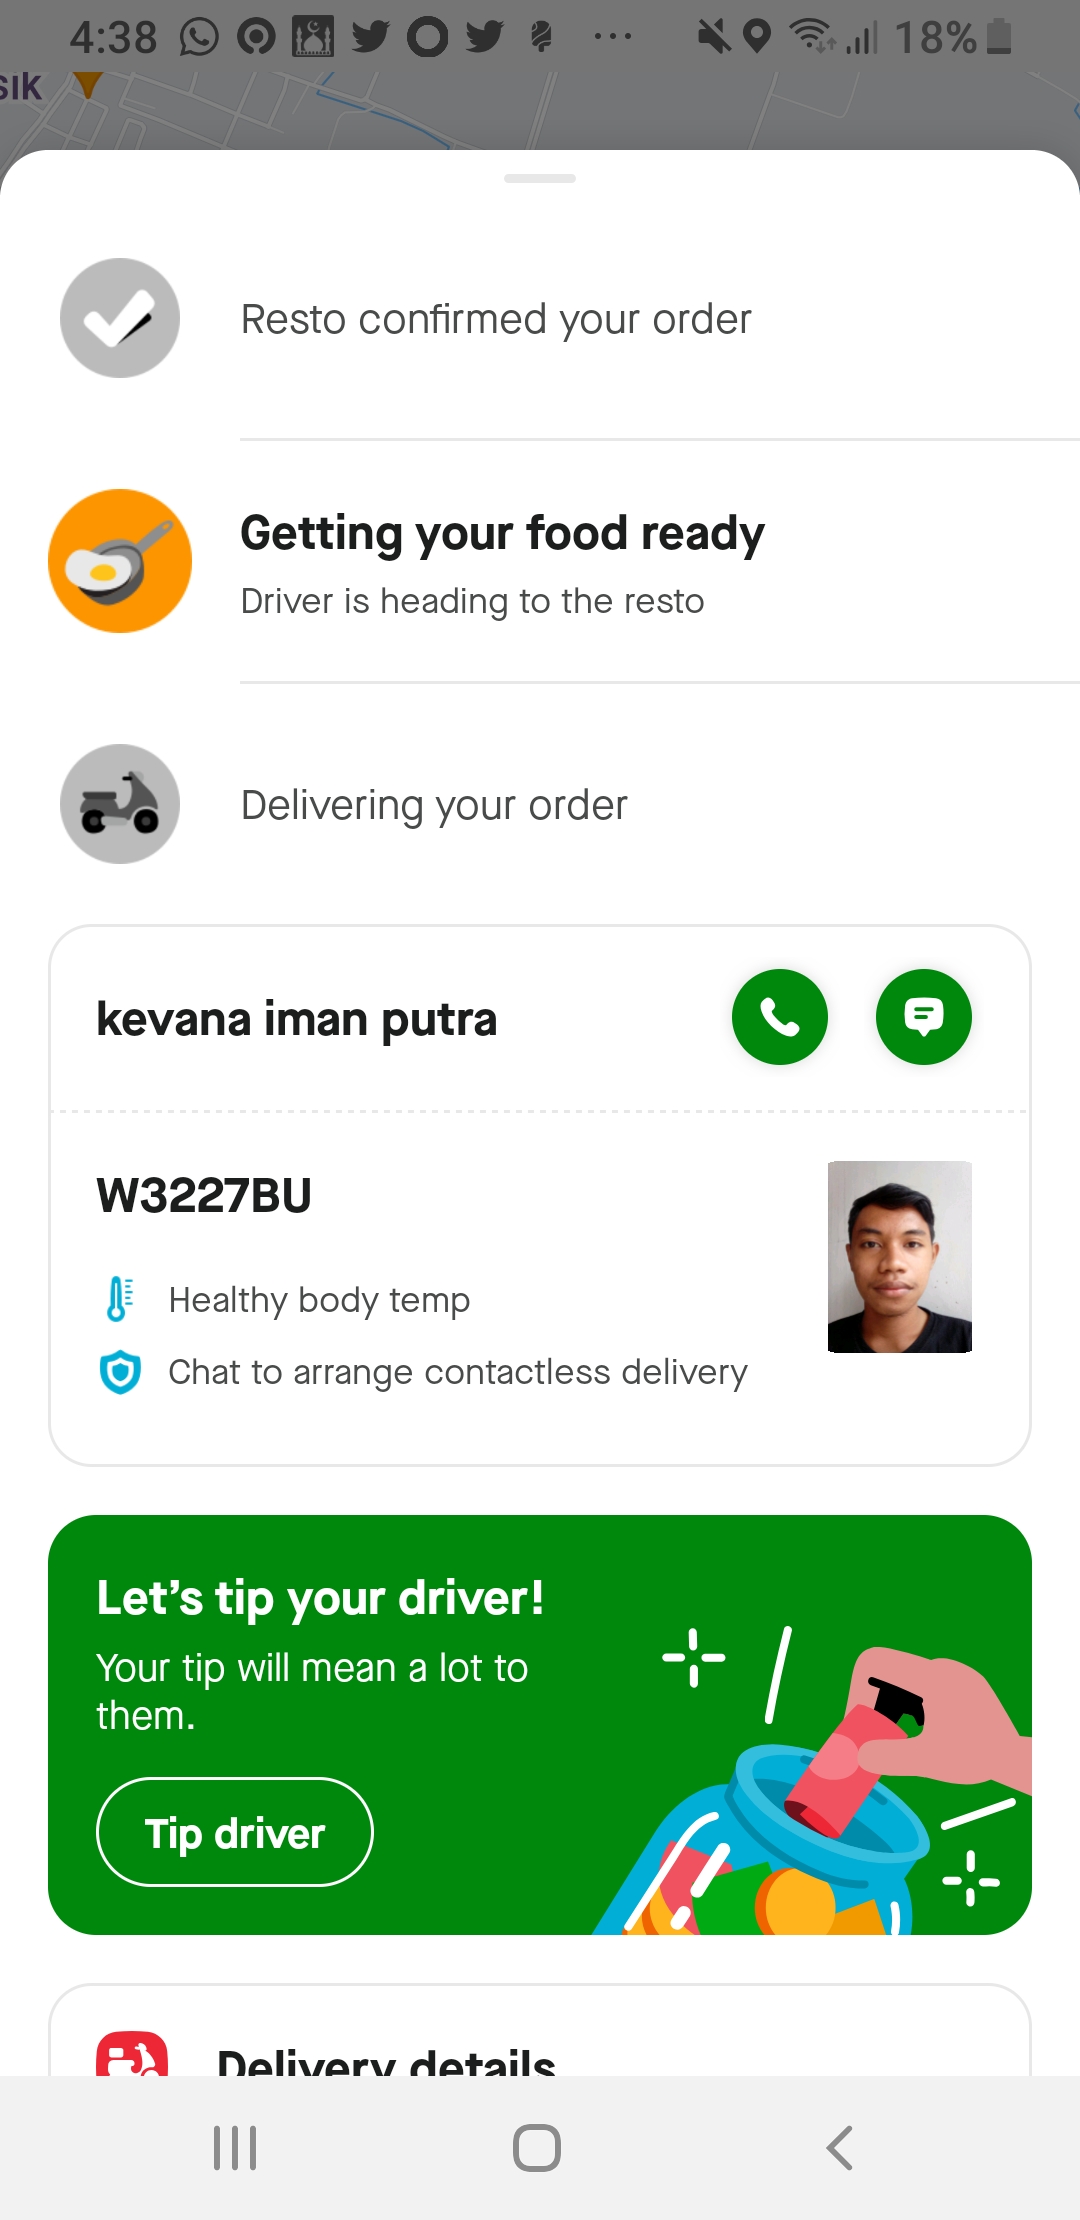 4:38
18%
sik
Resto confirmed your order
Getting your food ready
Driver is heading to the resto
Delivering your order
kevana iman putra
W3227BU
Healthy body temp
Chat to arrange contactless delivery
Let’s tip your driver!
Your tip will mean a lot to
them.
Tip driver
Delivery details